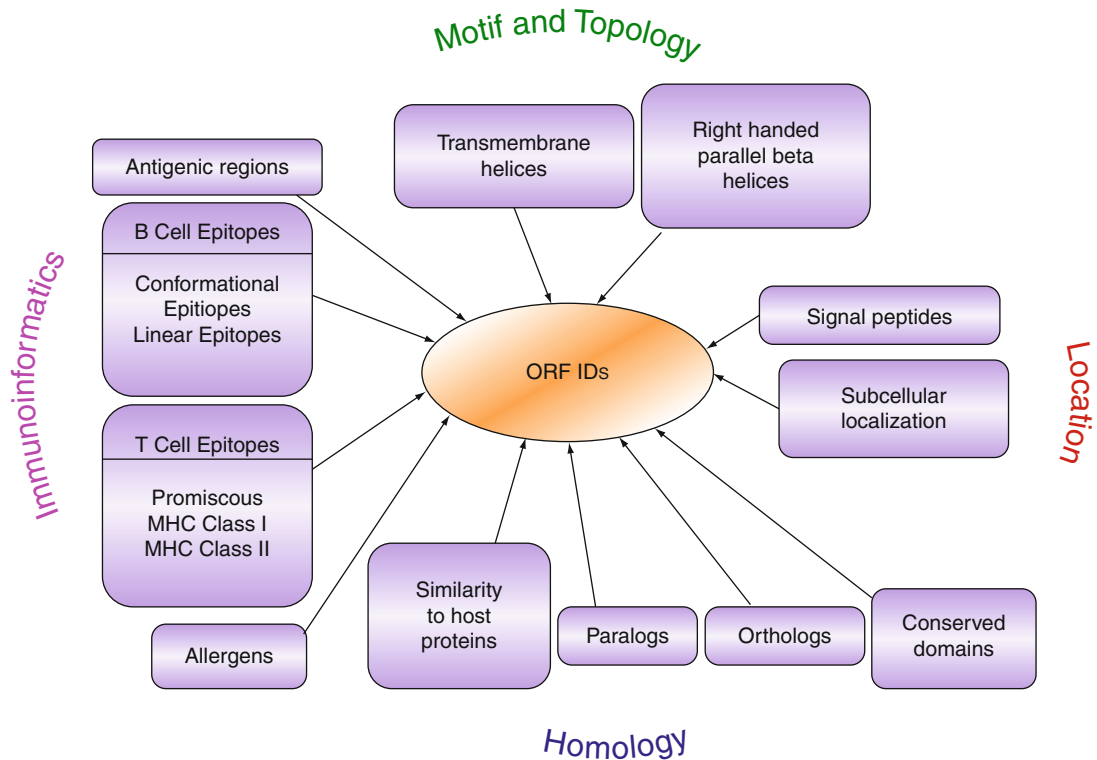 Motif and Topology
Transmembrane
helices
Right handed
parallel beta
helices
Antigenic regions
B Cell Epitopes
Conformational
Epitiopes
Linear Epitopes
Immunoinformatics
T Cell Epitopes
Promiscous
MHC Class I
MHC Class II
Allergens
ORF IDs
Signal peptides
Subcellular
localization
Location
Similarity
to host
proteins
Paralogs
Orthologs
Conserved
domains
Homology